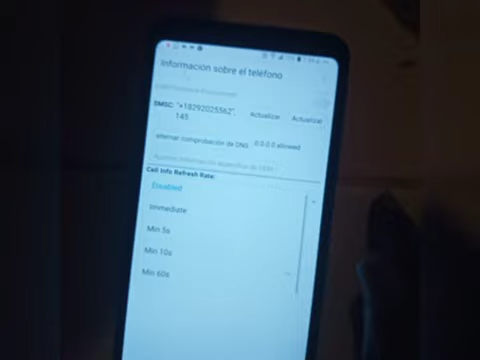 Información sobre el teléfono
SMSC: "+18292025562", Actualizar Actualizar
145
internar comprobación de DNS 0.0.0.0 allowed
Cell Info Refresh Rate:
Disabled
Immediate
Min 5s
Min 10s
Min 60s